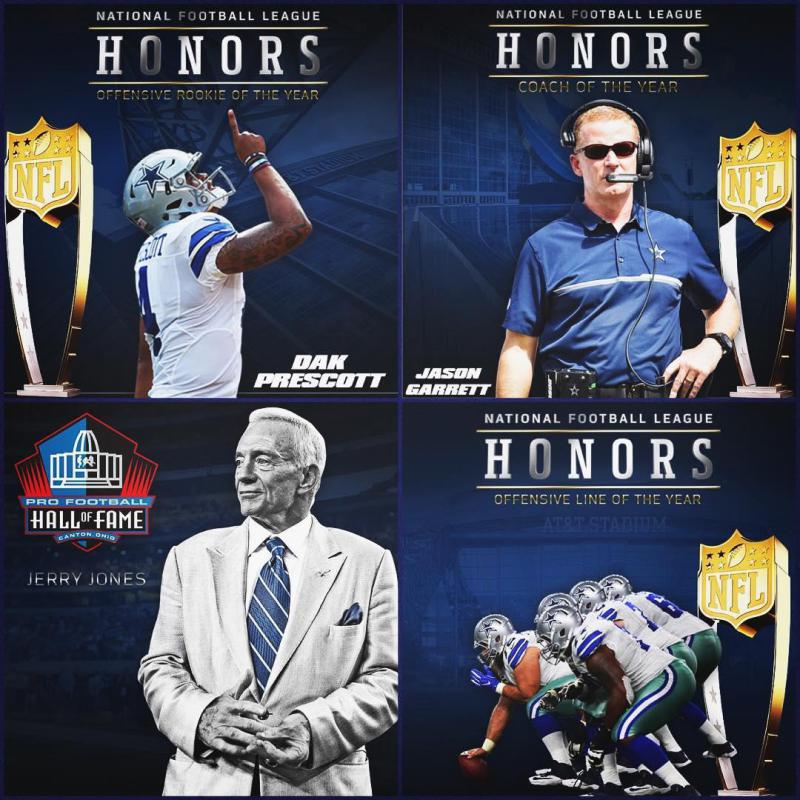 NATIONAL FOOTBALL LEAGUE
HONORS
OFFENSIVE ROOKIE OF THE YEAR
NFL
4
DAK
PRESCOTT
NATIONAL FOOTBALL LEAGUE
HONORS
COACH OF THE YEAR
NFL
JASON
GARRETT
PRO FOOTBALL
HALL OF FAME
CANTON, OHIO
JERRY JONES
NATIONAL FOOTBALL LEAGUE
HONORS
OFFENSIVE LINE OF THE YEAR
AT&T STADIUM
NFL